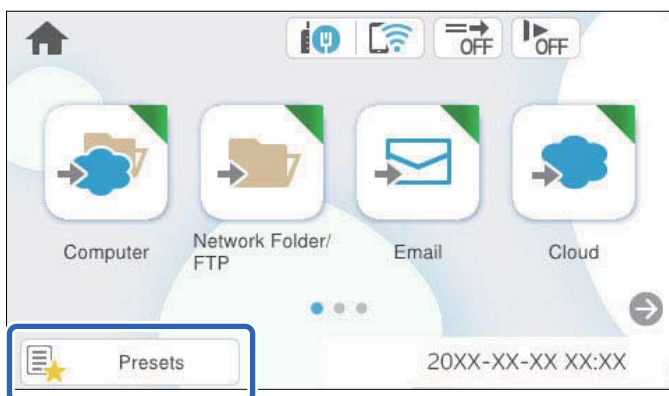 OFF
OFF
Computer
Network Folder/
FTP
Email
Cloud
Presets
20XX-XX-XX XX:XX